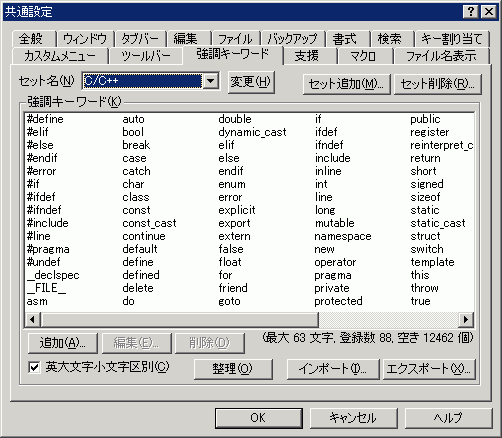 共通設定
全般 ウィンドウ タブバー 編集 ファイル バックアップ 書式 検索 キー割り当て
カスタムメニュー ツールバー 強調キーワード 支援 マクロ ファイル名表示
セット名(N) C/C++ 変更(H) セット追加(M)... セット削除(R)...
強調キーワード(K)
#define auto double if public
#elif bool dynamic_cast ifdef register
#else break elif ifndef reinterpret_c
#endif case else include return
#error catch endif inline short
#if char enum int signed
#ifdef class error line sizeof
#ifndef const explicit long static
#include const_cast export mutable static_cast
#line continue extern namespace struct
#pragma default false new switch
#undef define float operator template
__declspec defined for pragma this
__FILE__ delete friend private throw
asm do goto protected true
追加(A)... 編集(E)... 削除(D) (最大 63 文字, 登録数 88, 空き 12462 個)
英大文字小文字区別(C) 整理(O) インポート(I)... エクスポート(X)...
OK キャンセル ヘルプ